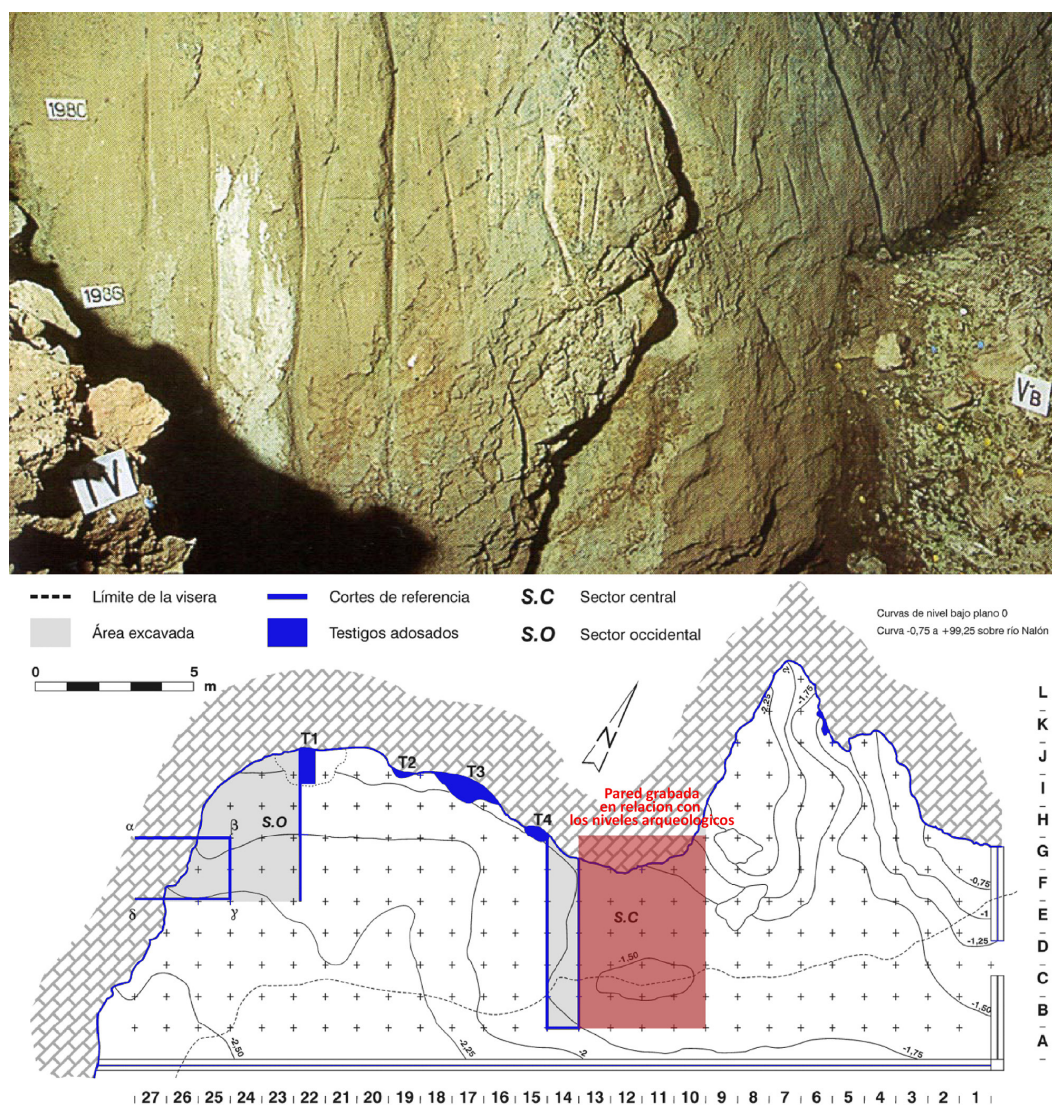 1980
1986
IV
VB
Límite de la visera
Cortes de referencia
S.C Sector central
Área excavada
Testigos adosados
S.O Sector occidental
Curvas de nivel bajo plano 0
Curva -0,75 a +99,25 sobre río Nalón
0 5
m
N
T1
T2
T3
T4
Pared grabada
en relacion con
los niveles arqueologicos
S.O
S.C
α
β
δ
γ
-2
-2,25
-1,75
-0,75
-1
-1,25
-1,50
-1,50
-2,50
-2,25
-2
-1,75
L
K
J
I
H
G
F
E
D
C
B
A
27 26 25 24 23 22 21 20 19 18 17 16 15 14 13 12 11 10 9 8 7 6 5 4 3 2 1